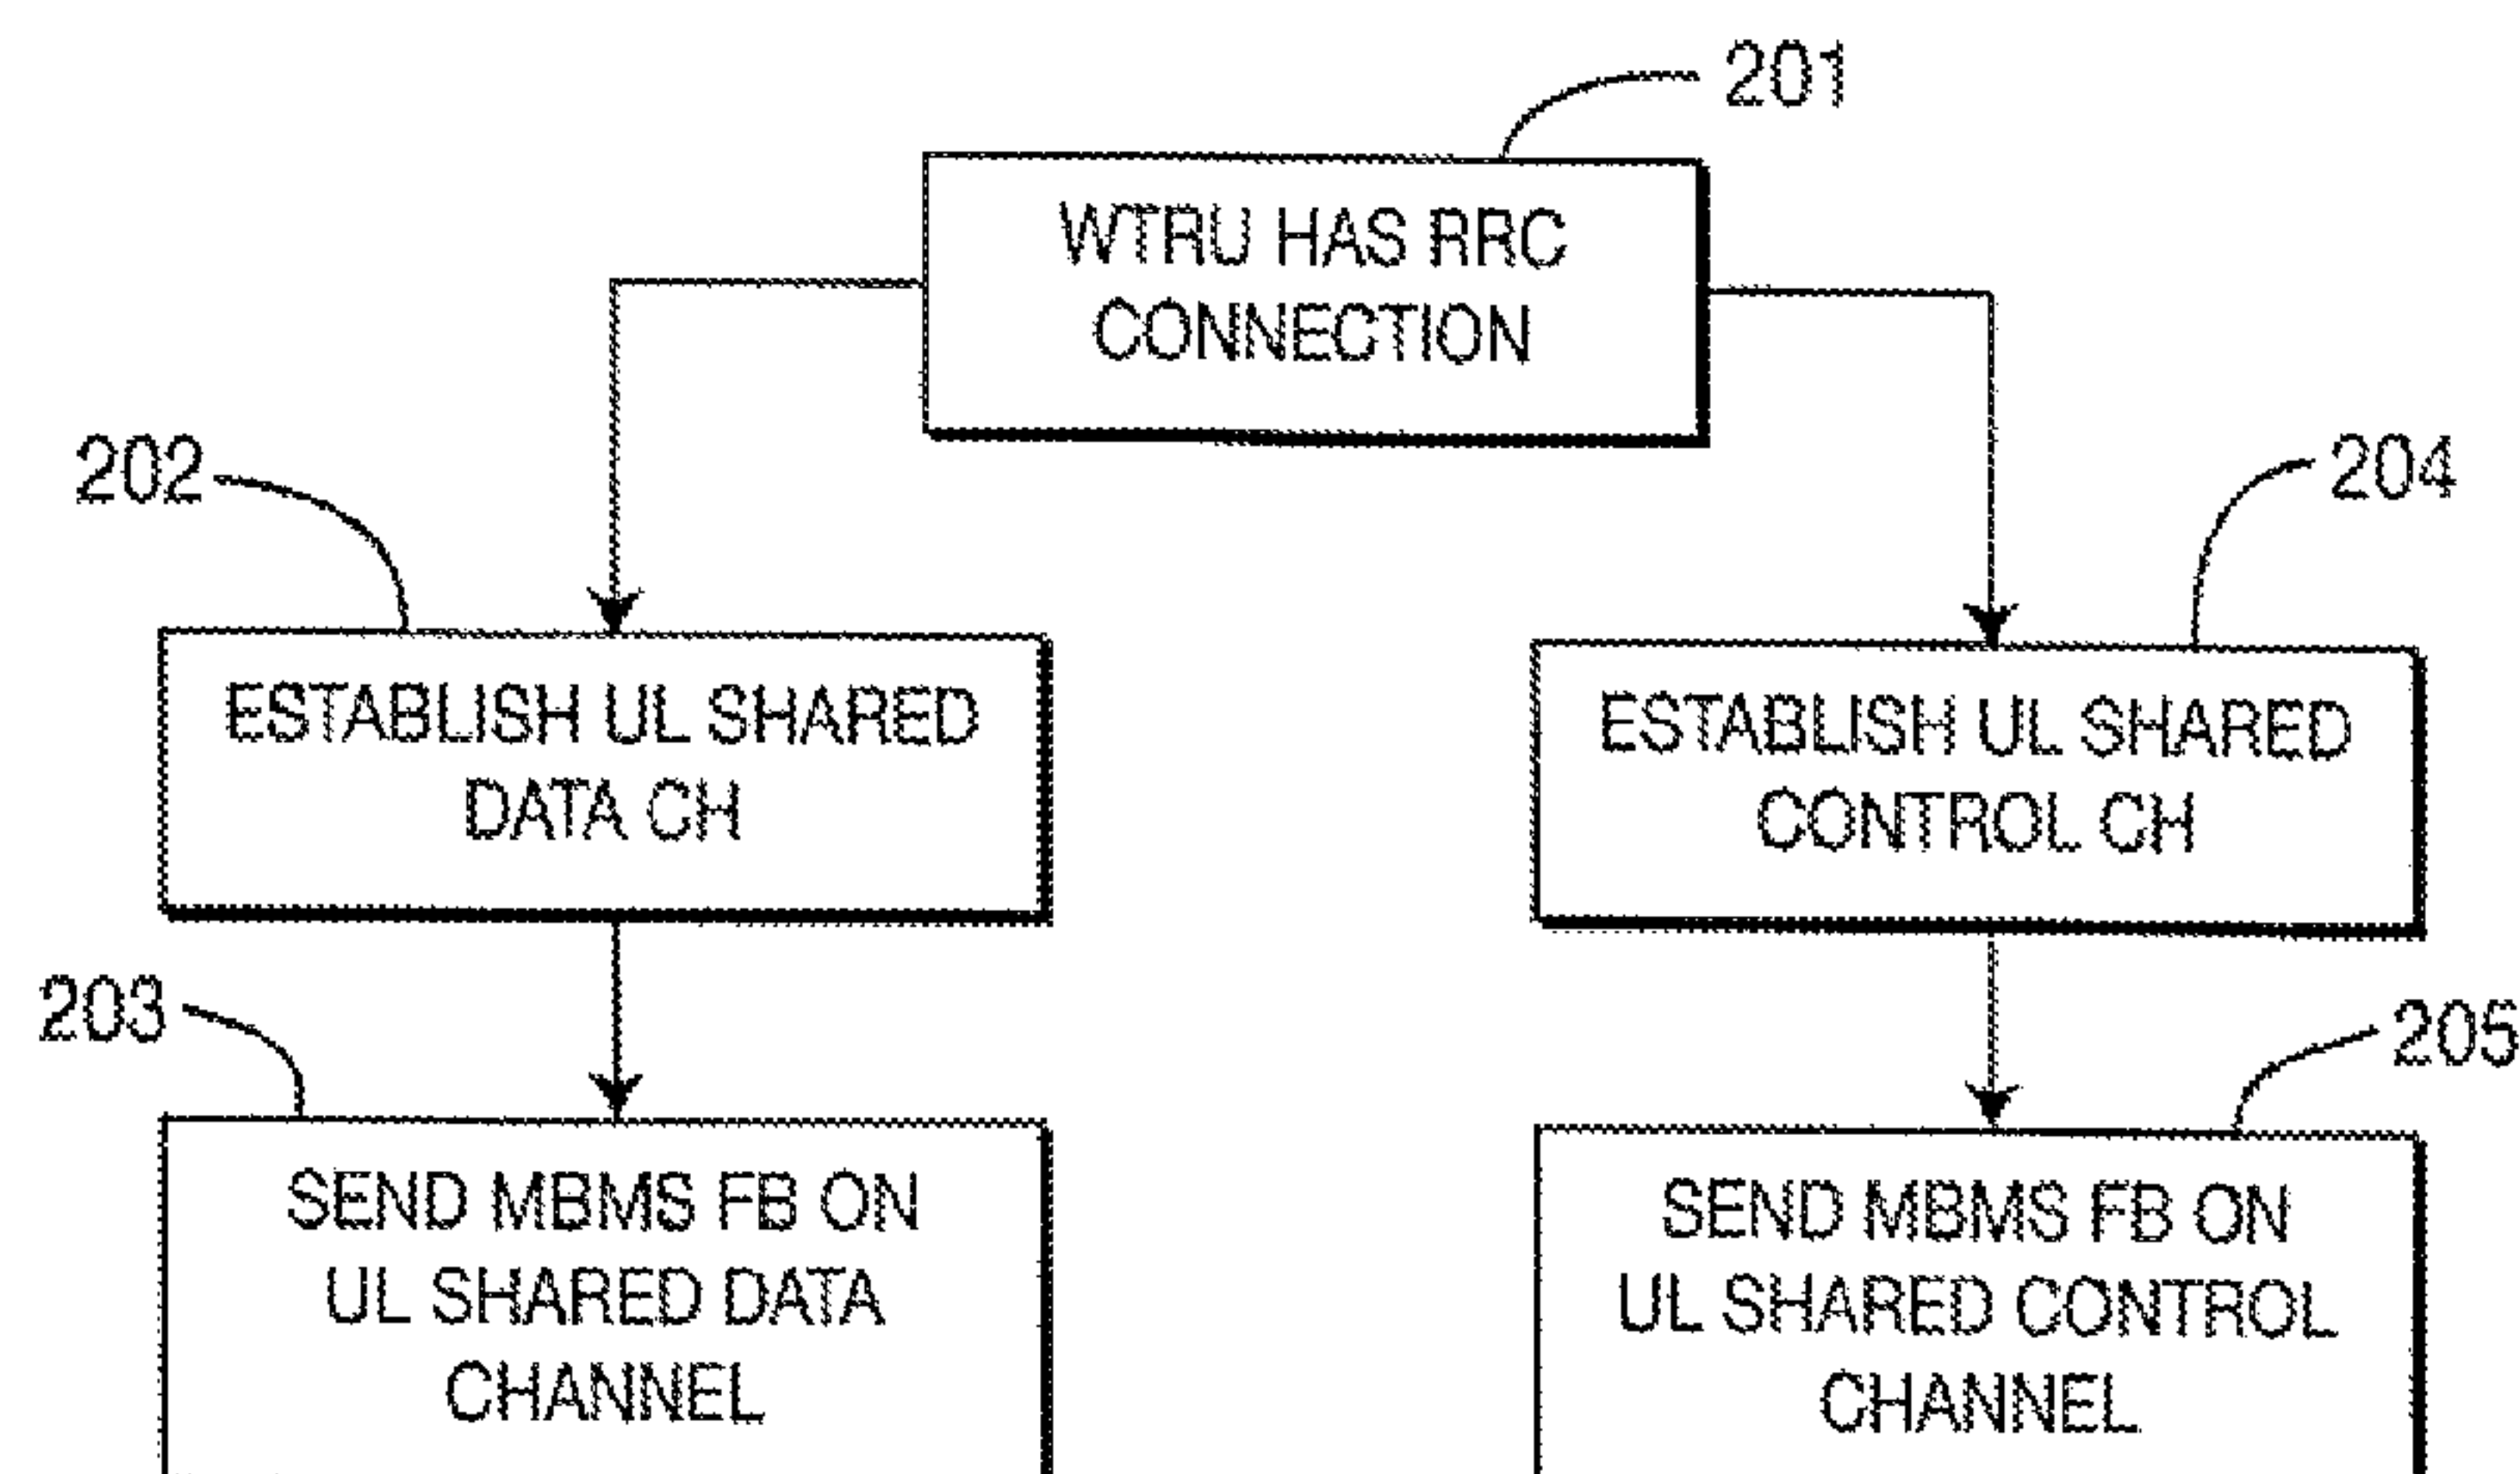 201
WTRU HAS RRC
CONNECTION
202
204
ESTABLISH UL SHARED
DATA CH
ESTABLISH UL SHARED
CONTROL CH
203
205
SEND MBMS FB ON
UL SHARED DATA
CHANNEL
SEND MBMS FB ON
UL SHARED CONTROL
CHANNEL